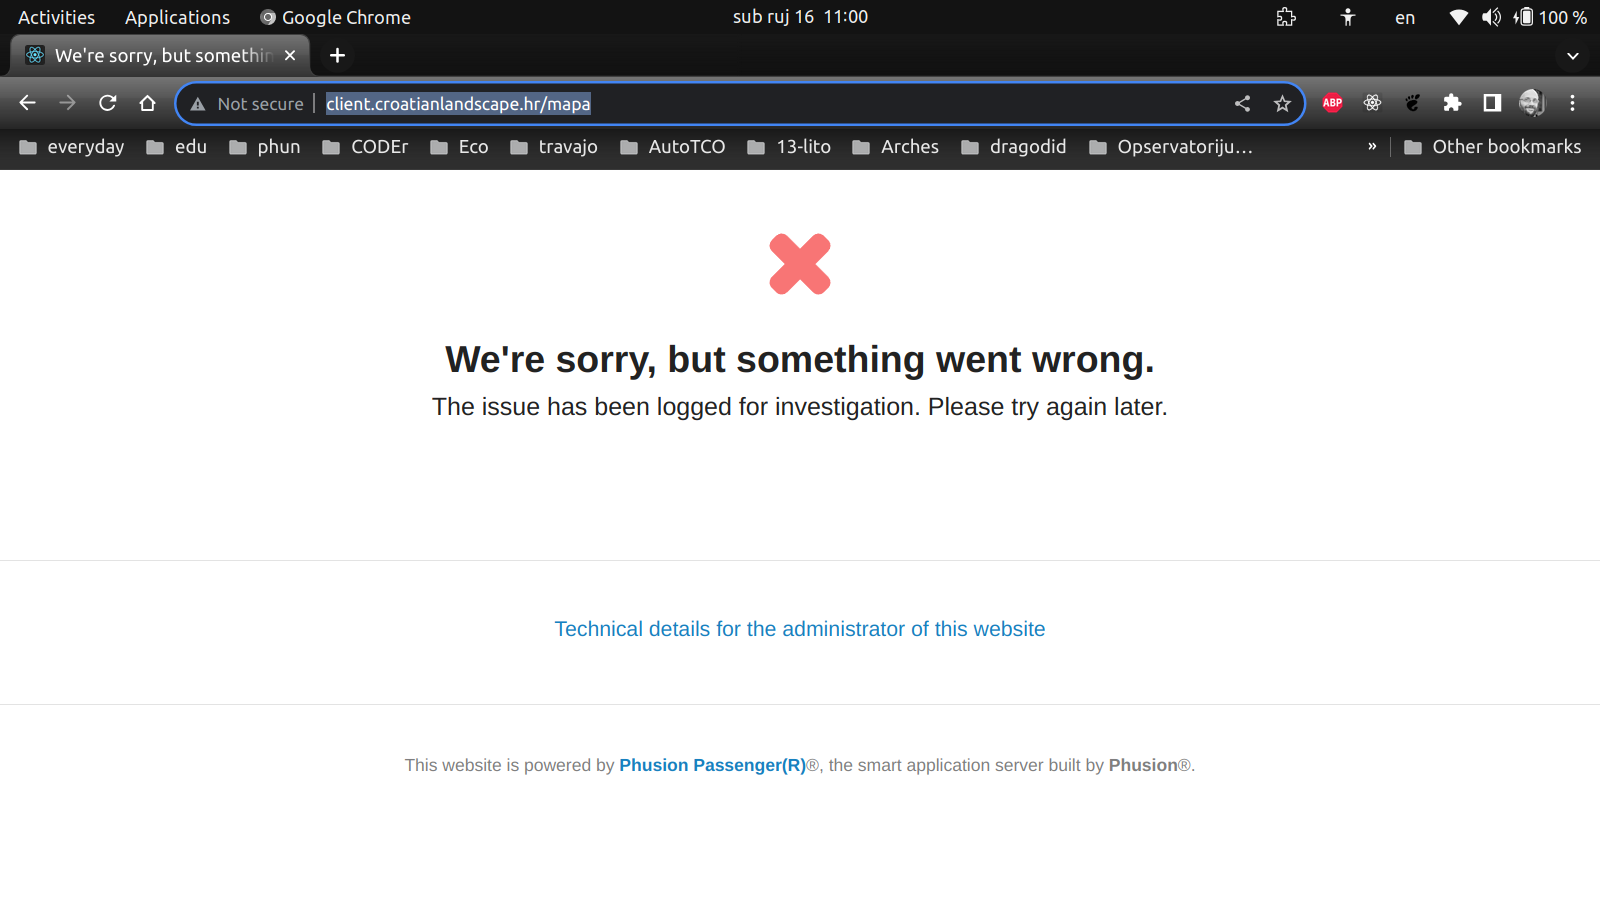 Activities Applications Google Chrome sub ruj 16 11:00 en 100 %
We're sorry, but somethin
Not secure client.croatianlandscape.hr/mapa ABP
everyday edu phun CODEr Eco travajo AutoTCO 13-lito Arches dragodid Opservatoriju… » Other bookmarks
We're sorry, but something went wrong.
The issue has been logged for investigation. Please try again later.
Technical details for the administrator of this website
This website is powered by Phusion Passenger(R)®, the smart application server built by Phusion®.